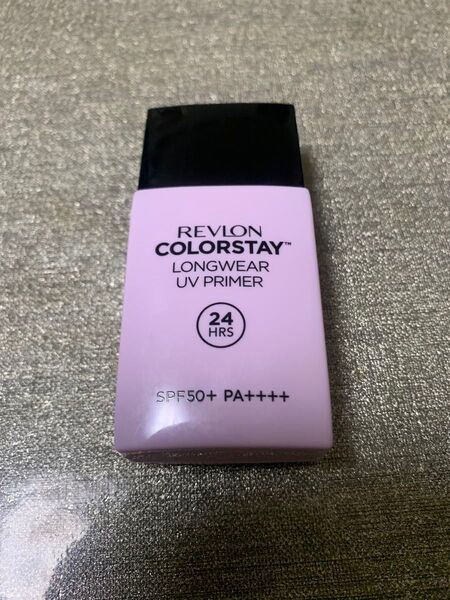 REVLON
COLORSTAY™
LONGWEAR
UV PRIMER
24
HRS
SPF50+ PA++++